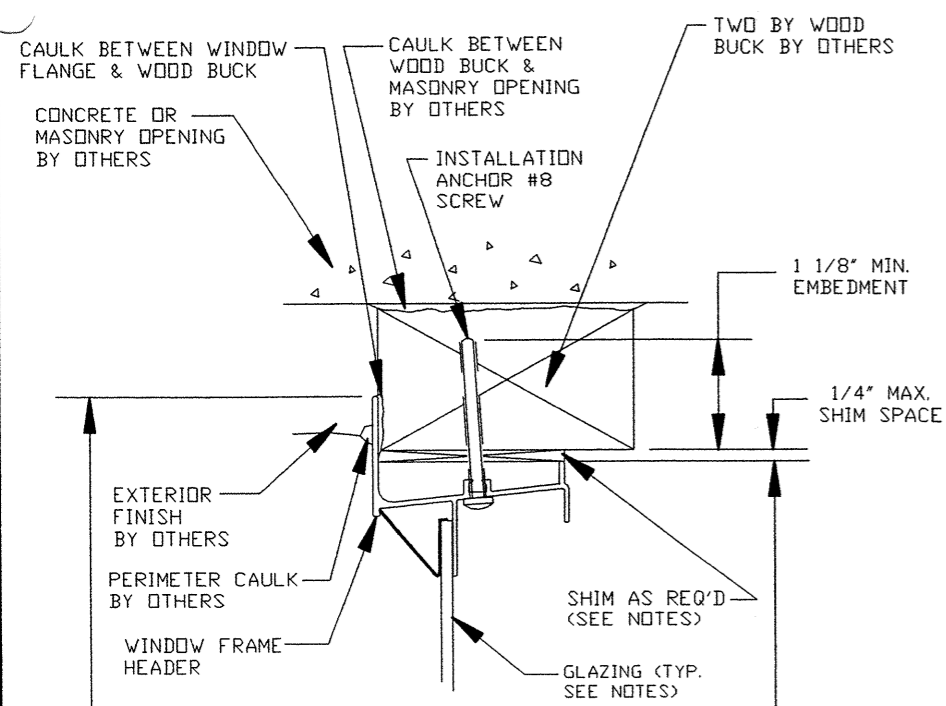 CAULK BETWEEN WINDOW
FLANGE & WOOD BUCK
CAULK BETWEEN
WOOD BUCK &
MASONRY OPENING
BY OTHERS
TWO BY WOOD
BUCK BY OTHERS
CONCRETE OR
MASONRY OPENING
BY OTHERS
INSTALLATION
ANCHOR #8
SCREW
1 1/8" MIN.
EMBEDMENT
1/4" MAX.
SHIM SPACE
EXTERIOR
FINISH
BY OTHERS
PERIMETER CAULK
BY OTHERS
WINDOW FRAME
HEADER
SHIM AS REQ'D
(SEE NOTES)
GLAZING (TYP.
SEE NOTES)